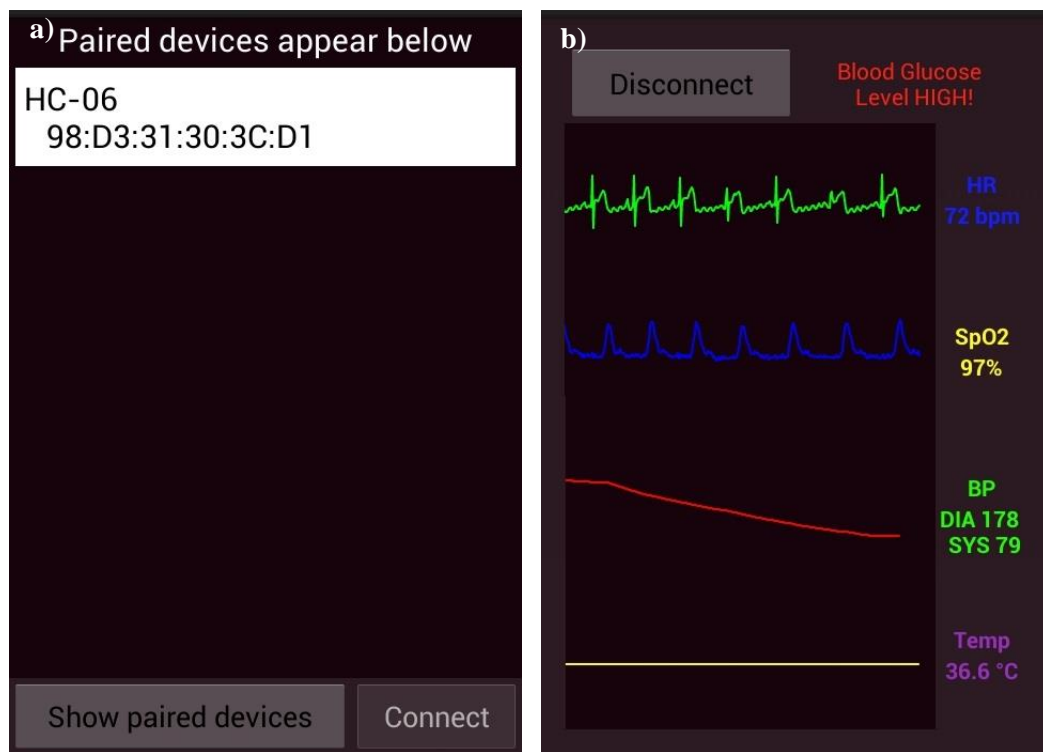 a) Paired devices appear below
HC-06
98:D3:31:30:3C:D1
Show paired devices
Connect
b)
Disconnect
Blood Glucose
Level HIGH!
HR
72 bpm
SpO2
97%
BP
DIA 178
SYS 79
Temp
36.6 °C